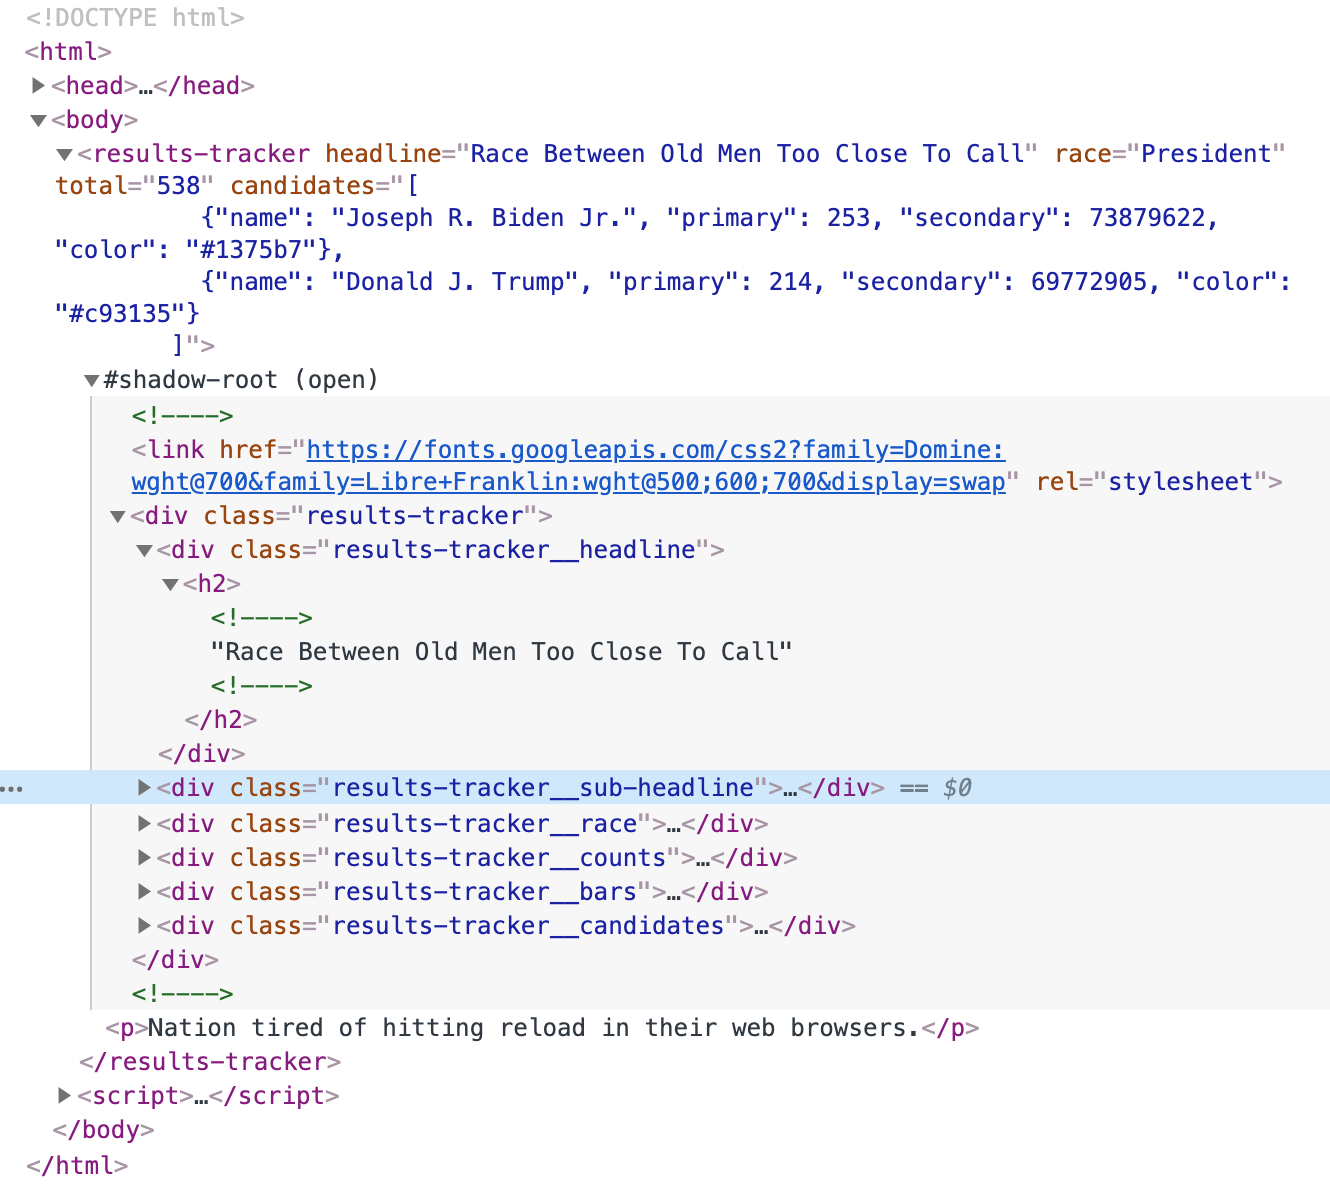 <!DOCTYPE html>
<html>
<head>…</head>
<body>
<results-tracker headline="Race Between Old Men Too Close To Call" race="President"
total="538" candidates="[
{"name": "Joseph R. Biden Jr.", "primary": 253, "secondary": 73879622,
"color": "#1375b7"},
{"name": "Donald J. Trump", "primary": 214, "secondary": 69772905, "color":
"#c93135"}
]">
#shadow-root (open)
<!---->
<link href="https://fonts.googleapis.com/css2?family=Domine:
wght@700&family=Libre+Franklin:wght@500;600;700&display=swap" rel="stylesheet">
<div class="results-tracker">
<div class="results-tracker__headline">
<h2>
<!---->
"Race Between Old Men Too Close To Call"
<!---->
</h2>
</div>
… <div class="results-tracker__sub-headline">…</div> == $0
<div class="results-tracker__race">…</div>
<div class="results-tracker__counts">…</div>
<div class="results-tracker__bars">…</div>
<div class="results-tracker__candidates">…</div>
</div>
<!---->
<p>Nation tired of hitting reload in their web browsers.</p>
</results-tracker>
<script>…</script>
</body>
</html>